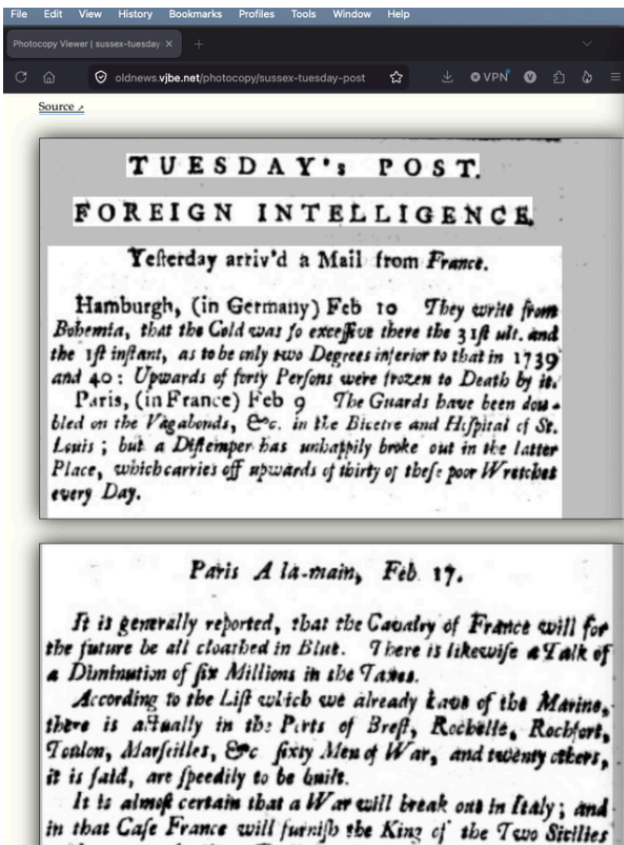 File Edit View History Bookmarks Profiles Tools Window Help
Photocopy Viewer | sussex-tuesday-
oldnews.vjbe.net/photocopy/sussex-tuesday-post
VPN
Source
TUESDAY's POST.
FOREIGN INTELLIGENCE.
Yeſterday arriv'd a Mail from France.
Hamburgh, (in Germany) Feb 10 They write from
Bohemia, that the Cold was ſo exceſſive there the 31ſt ult. and
the 1ſt inſtant, as to be only two Degrees inferior to that in 1739
and 40: Upwards of forty Perſons were frozen to Death by it.
Paris, (in France) Feb 9 The Guards have been dou-
bled on the Vagabonds, &c. in the Bicetre and Hoſpital of St.
Louis; but a Diſtemper has unhappily broke out in the latter
Place, which carries off upwards of thirty of theſe poor Wretches
every Day.
Paris A la-main, Feb 17.
It is generally reported, that the Cavalry of France will for
the future be all cloathed in Blue. There is likewiſe a Talk of
a Diminution of ſix Millions in the Taxes.
According to the Liſt which we already have of the Marine,
there is actually in the Ports of Breſt, Rochelle, Rochfort,
Toulon, Marſeilles, &c ſixty Men of War, and twenty others,
it is ſaid, are ſpeedily to be built.
It is almoſt certain that a War will break out in Italy; and
in that Caſe France will furniſh the King of the Two Sicilies